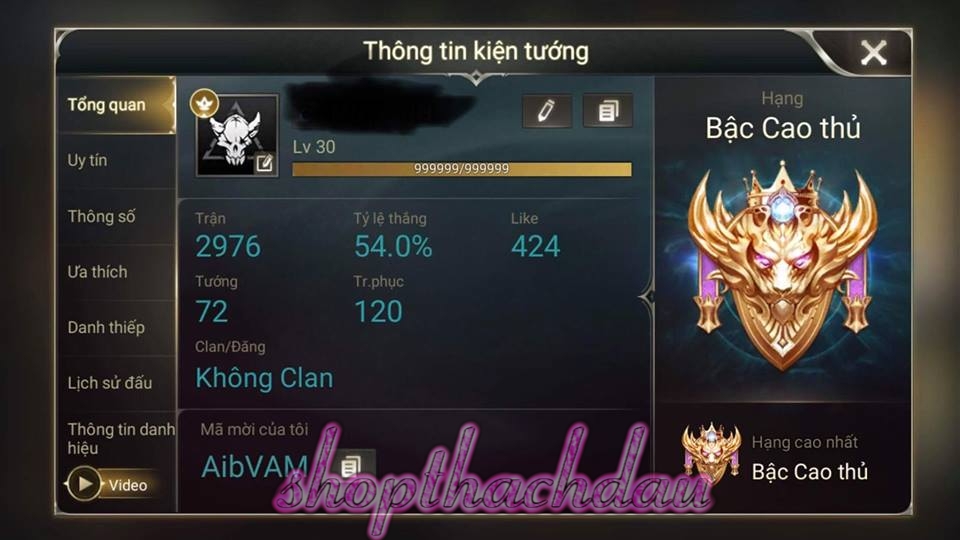 Thông tin kiện tướng
Tổng quan
Uy tín
Thông số
Ưa thích
Danh thiếp
Lịch sử đấu
Thông tin danh
hiệu
Video
Lv 30
999999/999999
Trận
Tỷ lệ thắng
Like
2976
54.0%
424
Tướng
Tr.phục
72
120
Clan/Đăng
Không Clan
Mã mời của tôi
AibVAM
Hạng
Bậc Cao thủ
Hạng cao nhất
Bậc Cao thủ
shopthachdau